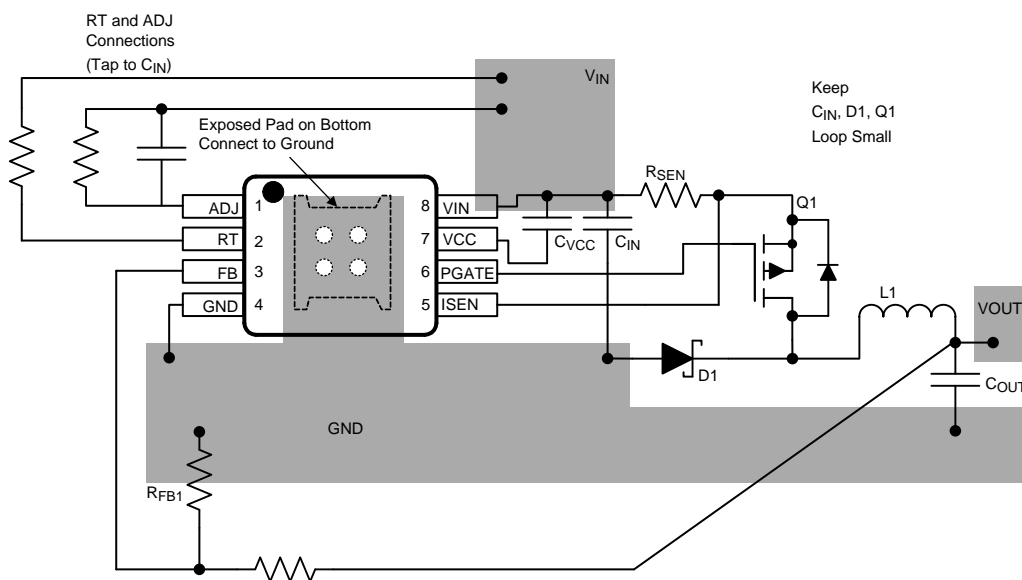 RT and ADJ
Connections
(Tap to CIN)
VIN
Keep
CIN, D1, Q1
Loop Small
Exposed Pad on Bottom
Connect to Ground
RSEN
Q1
ADJ 1
8 VIN
RT 2
7 VCC
FB 3
6 PGATE
GND 4
5 ISEN
CVCC
CIN
L1
VOUT
D1
COUT
GND
RFB1